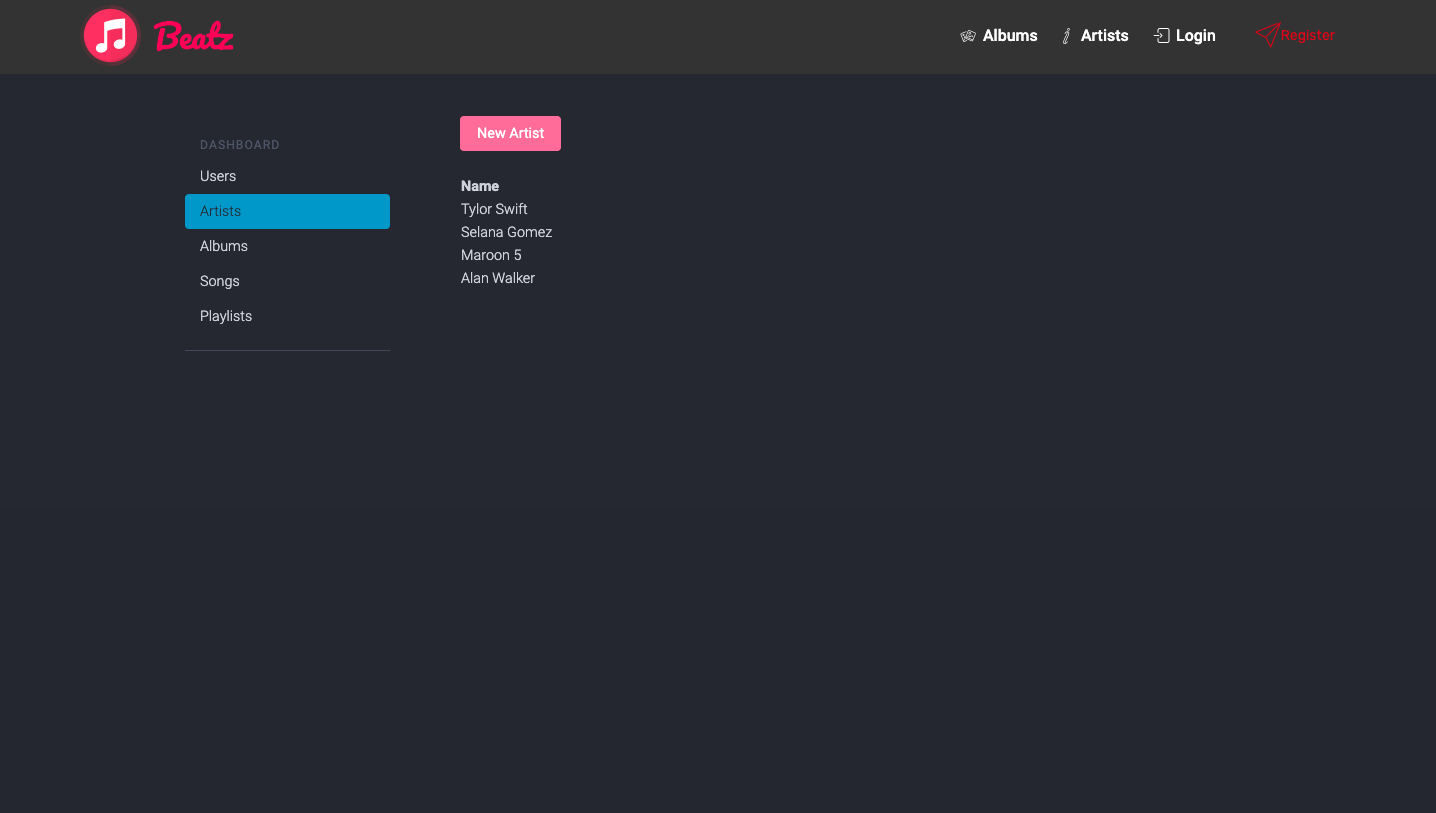 Beatz
Albums Artists Login Register
DASHBOARD
Users
Artists
Albums
Songs
Playlists
New Artist
Name
Tylor Swift
Selana Gomez
Maroon 5
Alan Walker